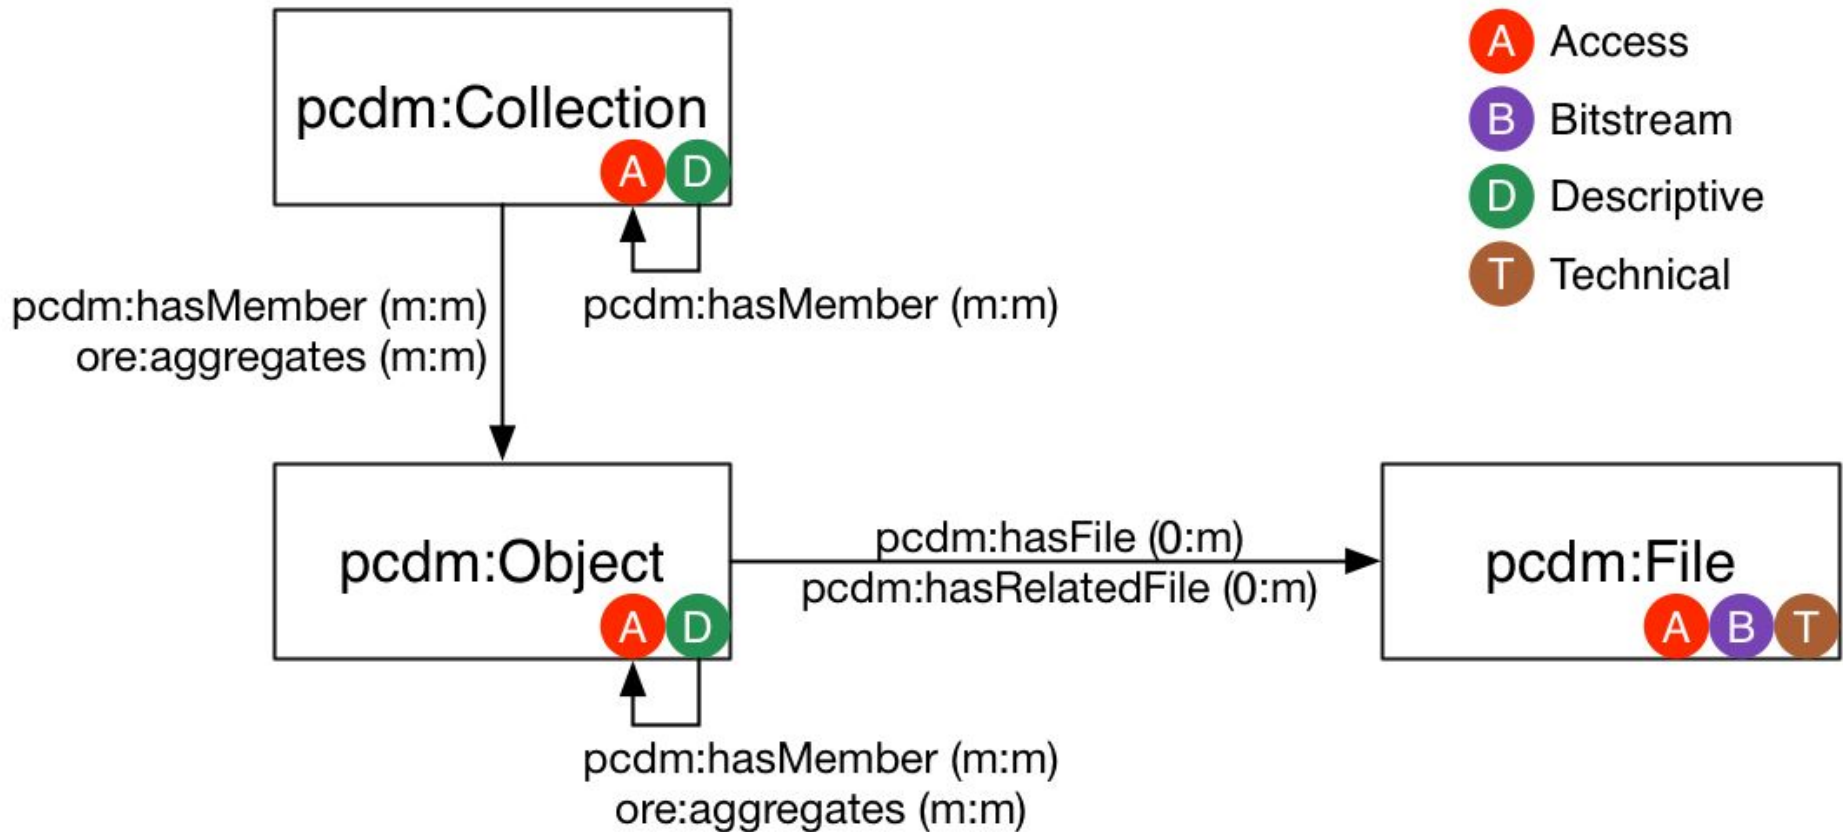 pcdm:Collection
A D
pcdm:hasMember (m:m)
ore:aggregates (m:m)
pcdm:hasMember (m:m)
pcdm:Object
A D
pcdm:hasMember (m:m)
ore:aggregates (m:m)
pcdm:hasFile (0:m)
pcdm:hasRelatedFile (0:m)
pcdm:File
A B T
A Access
B Bitstream
D Descriptive
T Technical